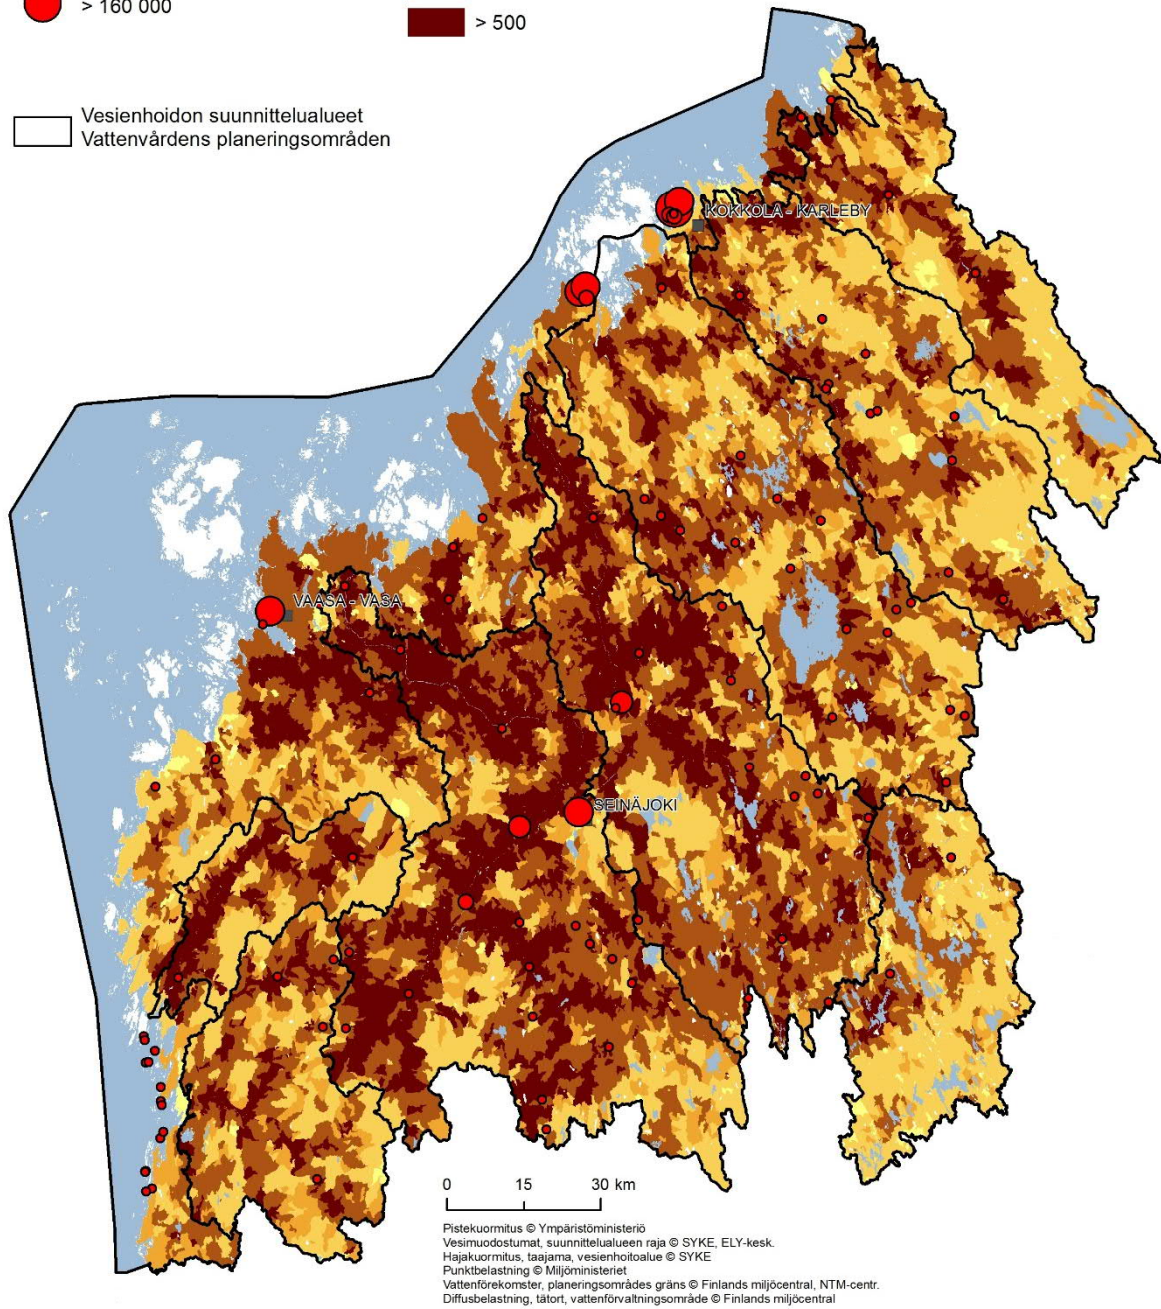 > 160 000
> 500
Vesienhoidon suunnittelualueet
Vattenvårdens planeringsområden
KOKKOLA - KARLEBY
VAASA - VASA
SEINÄJOKI
0 15 30 km
Pistekuormitus © Ympäristöministeriö
Vesimuodostumat, suunnittelualueen raja © SYKE, ELY-kesk.
Hajakuormitus, taajama, vesienhoitoalue © SYKE
Punktbelastning © Miljöministeriet
Vattenförekomster, planeringsområdes gräns © Finlands miljöcentral, NTM-centr.
Diffusbelastning, tätort, vattenförvaltningsområde © Finlands miljöcentral